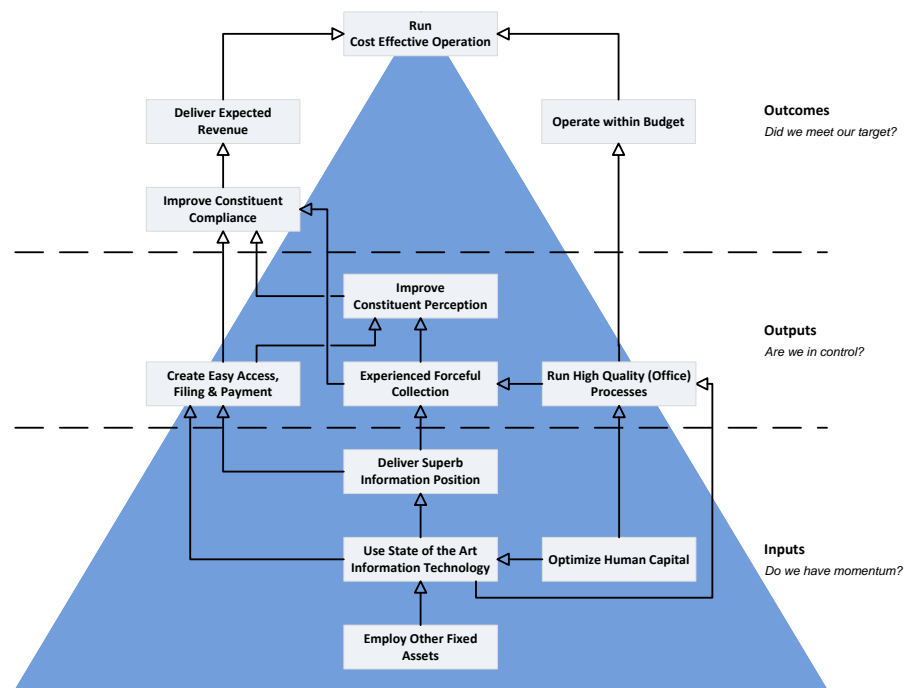 Run
Cost Effective Operation
Deliver Expected
Revenue
Operate within Budget
Outcomes
Did we meet our target?
Improve Constituent
Compliance
Improve
Constituent Perception
Outputs
Are we in control?
Create Easy Access,
Filing & Payment
Experienced Forceful
Collection
Run High Quality (Office)
Processes
Deliver Superb
Information Position
Use State of the Art
Information Technology
Optimize Human Capital
Inputs
Do we have momentum?
Employ Other Fixed
Assets